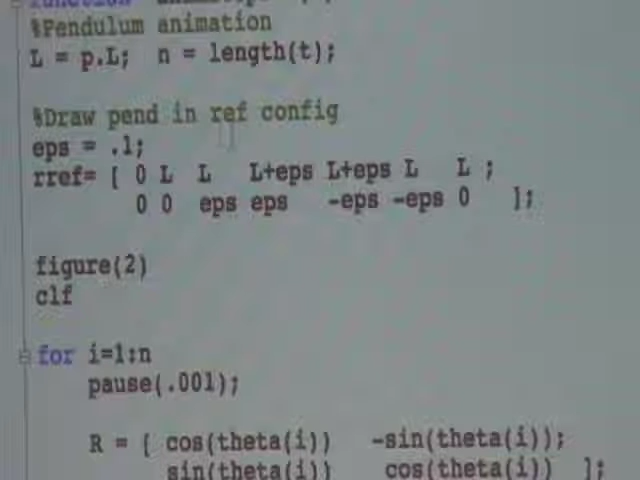 function
%Pendulum animation
L = p.L; n = length(t);
%Draw pend in ref config
eps = .1;
rref= [ 0 L L L+eps L+eps L L ;
0 0 eps eps -eps -eps 0 ];
figure(2)
clf
for i=1:n
pause(.001);
R = [ cos(theta(i)) -sin(theta(i));
sin(theta(i)) cos(theta(i)) ];